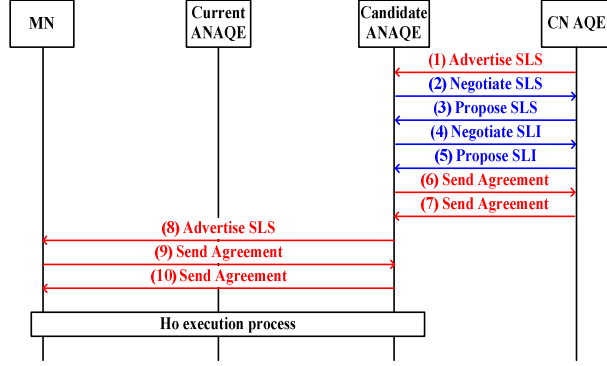 MN
Current
ANAQE
Candidate
ANAQE
CN AQE
(1) Advertise SLS
(2) Negotiate SLS
(3) Propose SLS
(4) Negotiate SLI
(5) Propose SLI
(6) Send Agreement
(7) Send Agreement
(8) Advertise SLS
(9) Send Agreement
(10) Send Agreement
Ho execution process